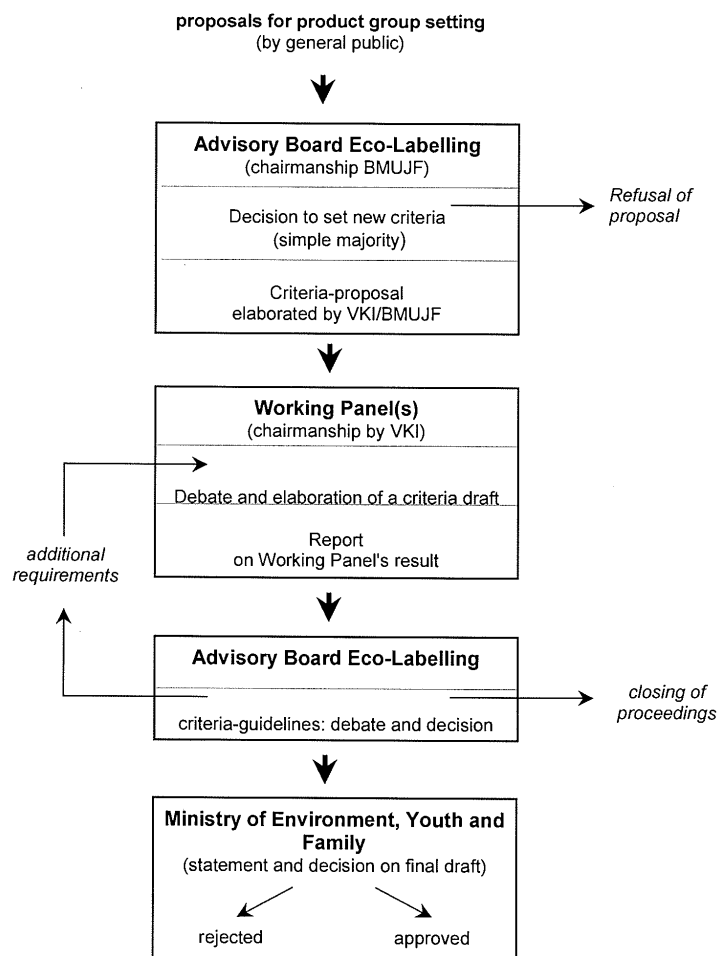 proposals for product group setting
(by general public)
Advisory Board Eco-Labelling
(chairmanship BMUJF)
Decision to set new criteria
(simple majority)
Refusal of
proposal
Criteria-proposal
elaborated by VKI/BMUJF
Working Panel(s)
(chairmanship by VKI)
Debate and elaboration of a criteria draft
Report
on Working Panel's result
additional
requirements
Advisory Board Eco-Labelling
criteria-guidelines: debate and decision
closing of
proceedings
Ministry of Environment, Youth and
Family
(statement and decision on final draft)
rejected approved